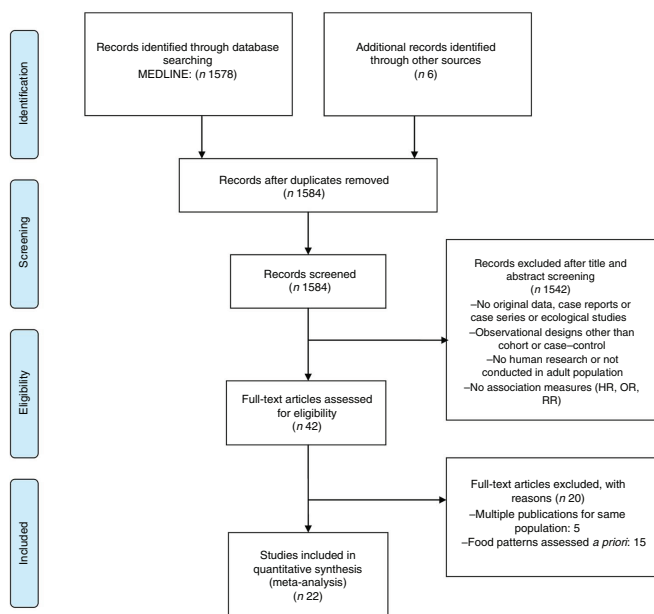 Identification
Records identified through database
searching
MEDLINE: (n 1578)
Additional records identified
through other sources
(n 6)
Records after duplicates removed
(n 1584)
Screening
Records screened
(n 1584)
Records excluded after title and
abstract screening
(n 1542)
–No original data, case reports or
case series or ecological studies
–Observational designs other than
cohort or case–control
–No human research or not
conducted in adult population
–No association measures (HR, OR,
RR)
Eligibility
Full-text articles assessed
for eligibility
(n 42)
Full-text articles excluded, with
reasons (n 20)
–Multiple publications for same
population: 5
–Food patterns assessed a priori: 15
Included
Studies included in
quantitative synthesis
(meta-analysis)
(n 22)